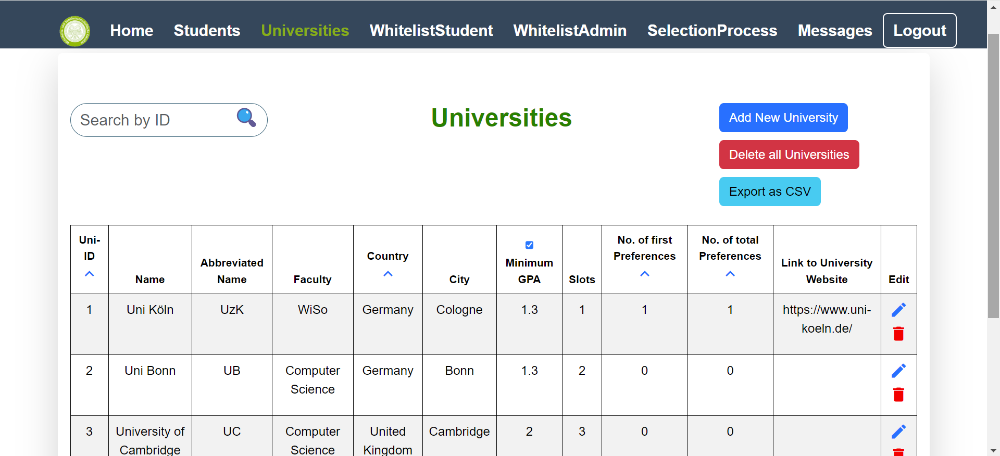 Home Students Universities WhitelistStudent WhitelistAdmin SelectionProcess Messages Logout
Search by ID
Universities
Add New University
Delete all Universities
Export as CSV
Uni-ID Name Abbreviated Name Faculty Country City Minimum GPA Slots No. of first Preferences No. of total Preferences Link to University Website Edit
1 Uni Köln UzK WiSo Germany Cologne 1.3 1 1 1 https://www.uni-koeln.de/
2 Uni Bonn UB Computer Science Germany Bonn 1.3 2 0 0
3 University of Cambridge UC Computer Science United Kingdom Cambridge 2 3 0 0